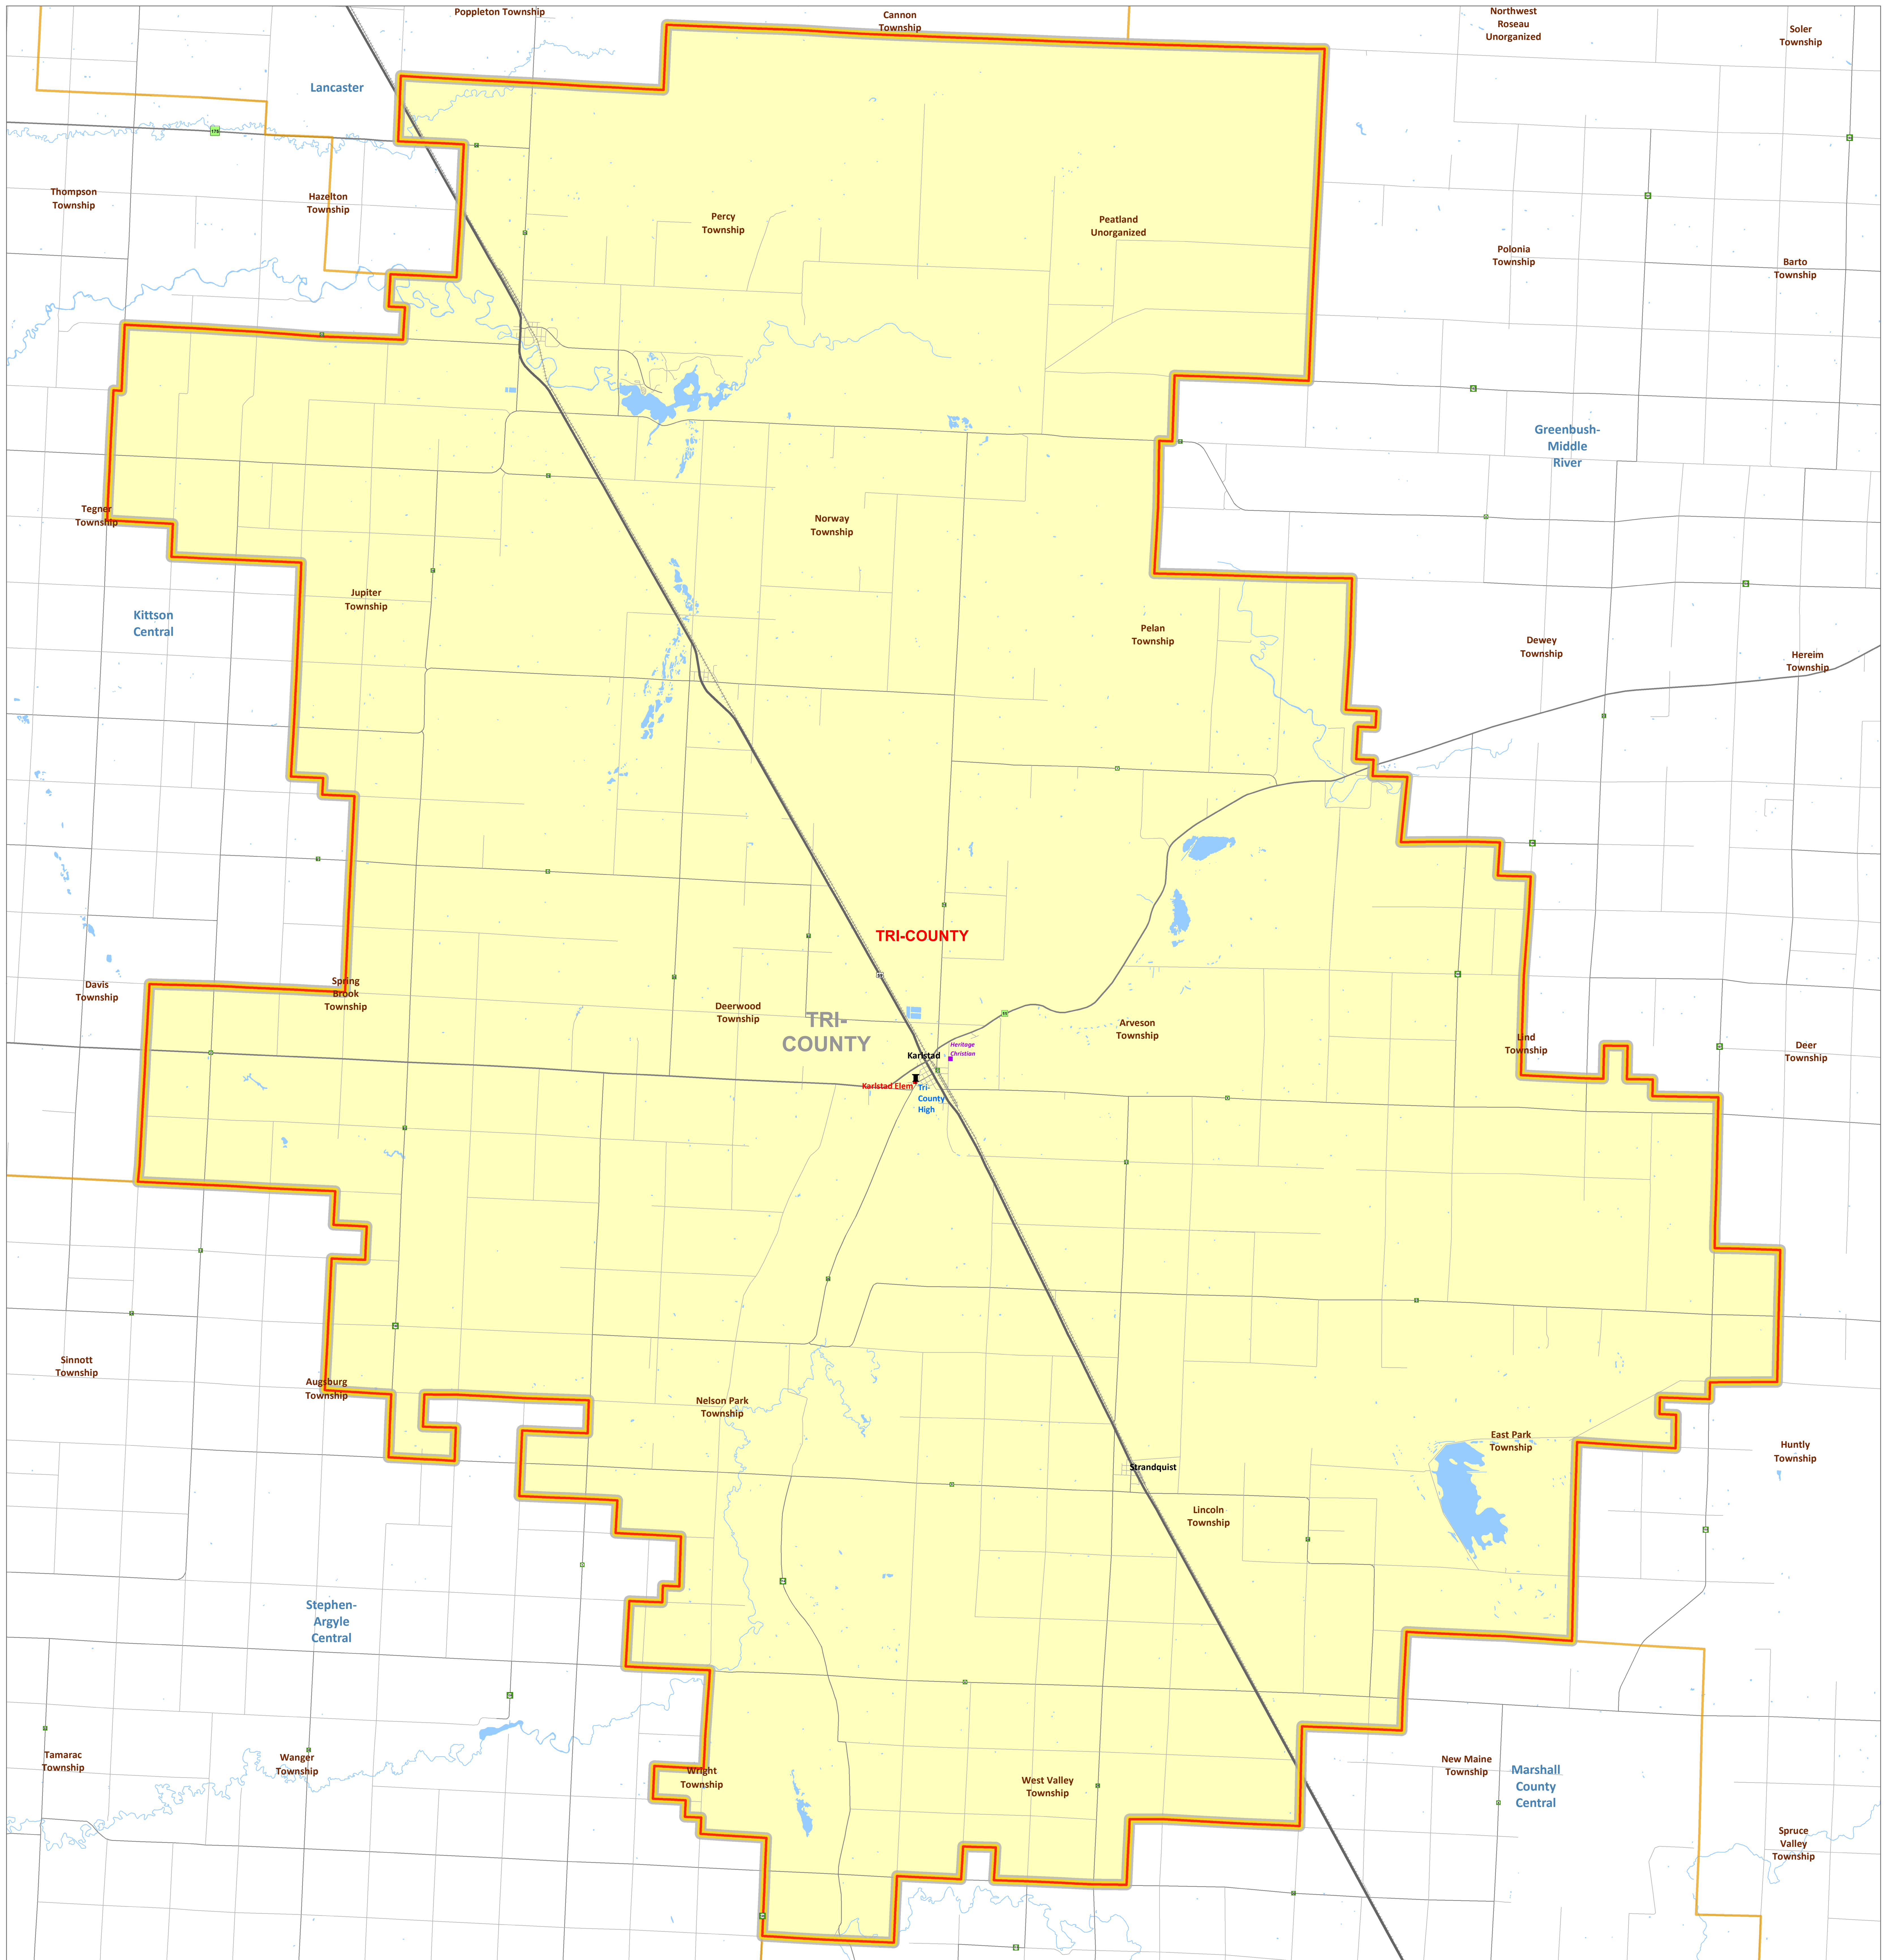 Poppleton Township
Cannon
Township
Northwest
Roseau
Unorganized
Soler
Township
Lancaster
175
Thompson
Township
Hazelton
Township
Percy
Township
Peatland
Unorganized
Polonia
Township
Barto
Township
Greenbush-
Middle
River
Tegner
Township
Norway
Township
Jupiter
Township
Kittson
Central
Pelan
Township
Dewey
Township
Hereim
Township
TRI-COUNTY
Davis
Township
Spring
Brook
Township
Deerwood
Township
TRI-
COUNTY
Arveson
Township
Lind
Township
Deer
Township
Karlstad
Heritage
Christian
Karlstad Elem
Tri-
County
High
Sinnott
Township
Augsburg
Township
Nelson Park
Township
East Park
Township
Huntly
Township
Strandquist
Lincoln
Township
Stephen-
Argyle
Central
Tamarac
Township
Wanger
Township
Wright
Township
West Valley
Township
New Maine
Township
Marshall
County
Central
Spruce
Valley
Township